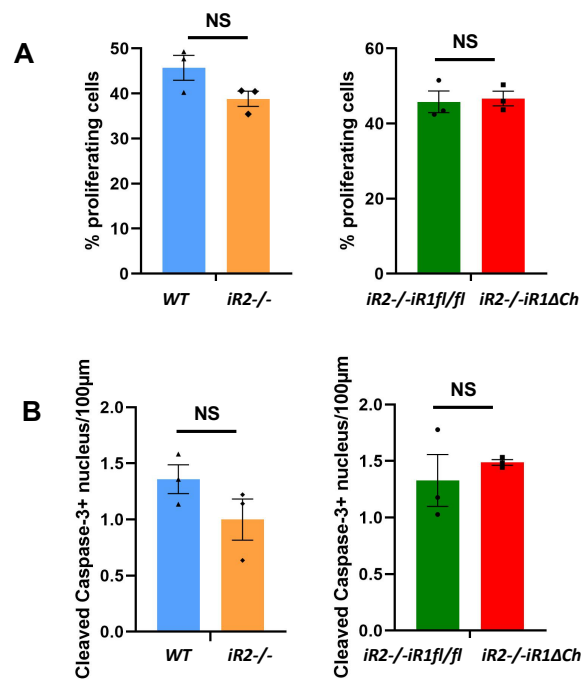 A
% proliferating cells
50
40
30
20
10
0
NS
WT
iR2-/-
% proliferating cells
60
40
20
0
NS
iR2-/-iR1fl/fl
iR2-/-iR1ΔCh
B
Cleaved Caspase-3+ nucleus/100μm
2.0
1.5
1.0
0.5
0.0
NS
WT
iR2-/-
Cleaved Caspase-3+ nucleus/100μm
2.0
1.5
1.0
0.5
0.0
NS
iR2-/-iR1fl/fl
iR2-/-iR1ΔCh